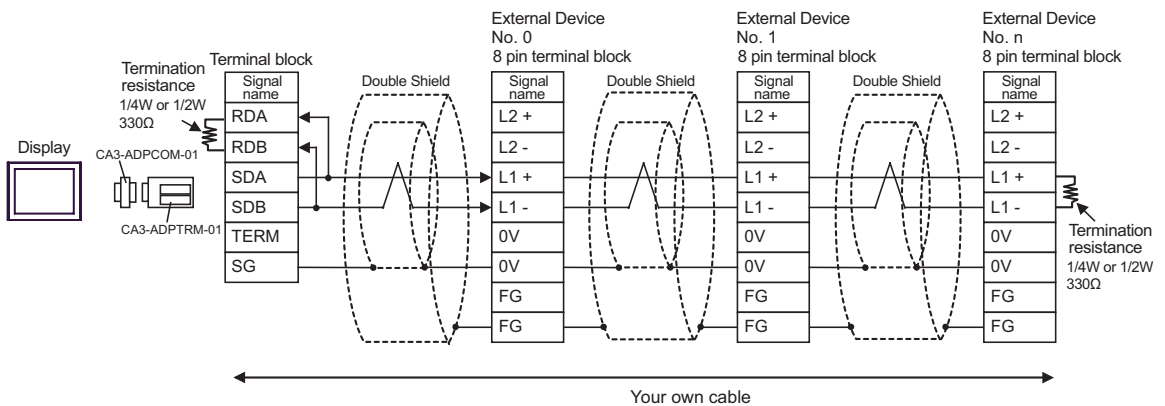 Display
CA3-ADPCOM-01
CA3-ADPTRM-01
Termination
resistance
1/4W or 1/2W
330Ω
Terminal block
Signal
name
RDA
RDB
SDA
SDB
TERM
SG
Double Shield
External Device
No. 0
8 pin terminal block
Signal
name
L2 +
L2 -
L1 +
L1 -
0V
0V
FG
FG
Double Shield
External Device
No. 1
8 pin terminal block
Signal
name
L2 +
L2 -
L1 +
L1 -
0V
0V
FG
FG
Double Shield
External Device
No. n
8 pin terminal block
Signal
name
L2 +
L2 -
L1 +
L1 -
0V
0V
FG
FG
Termination
resistance
1/4W or 1/2W
330Ω
Your own cable